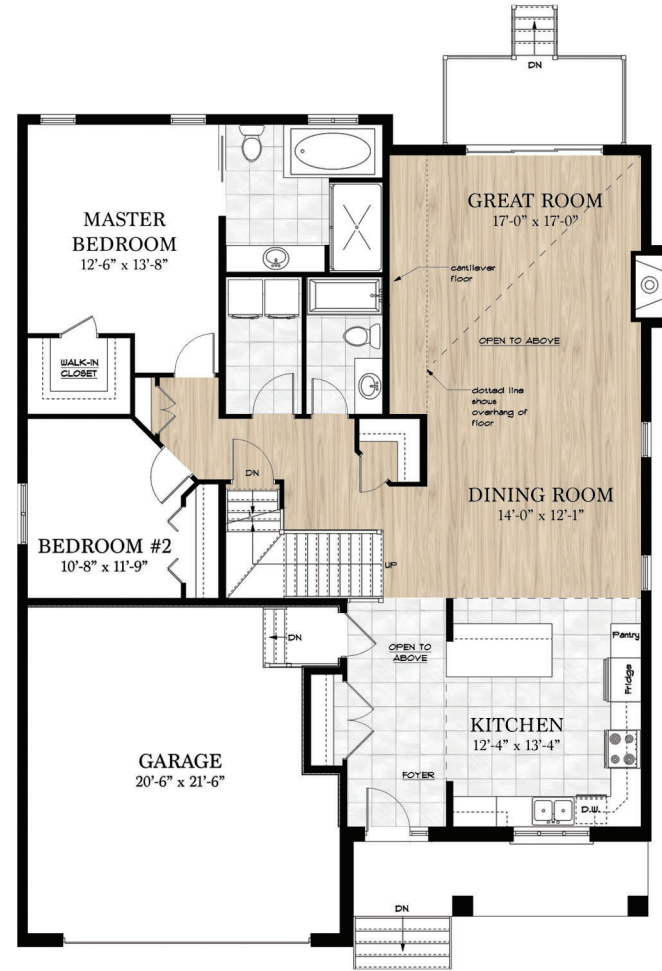 DN
GREAT ROOM
17'-0" x 17'-0"
MASTER
BEDROOM
12'-6" x 13'-8"
cantilever
floor
OPEN TO ABOVE
WALK-IN
CLOSET
dotted line
shows
overhang of
floor
DN
DINING ROOM
14'-0" x 12'-1"
BEDROOM #2
10'-8" x 11'-9"
UP
DN
OPEN TO
ABOVE
Pantry
Fridge
KITCHEN
12'-4" x 13'-4"
GARAGE
20'-6" x 21'-6"
FOYER
D.W.
DN